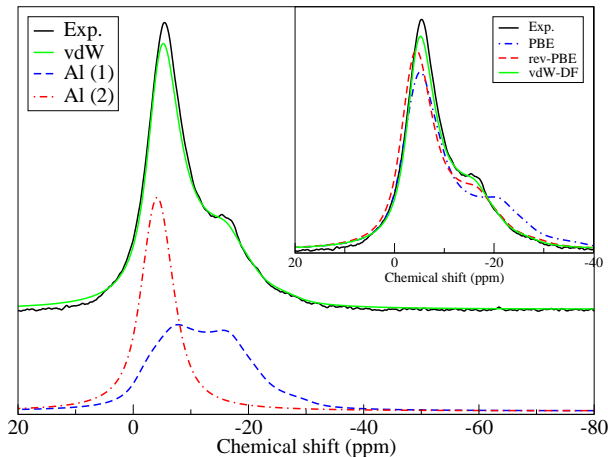 Exp.
vdW
Al (1)
Al (2)
Exp.
PBE
rev-PBE
vdW-DF
20 0 -20 -40
Chemical shift (ppm)
20 0 -20 -40 -60 -80
Chemical shift (ppm)